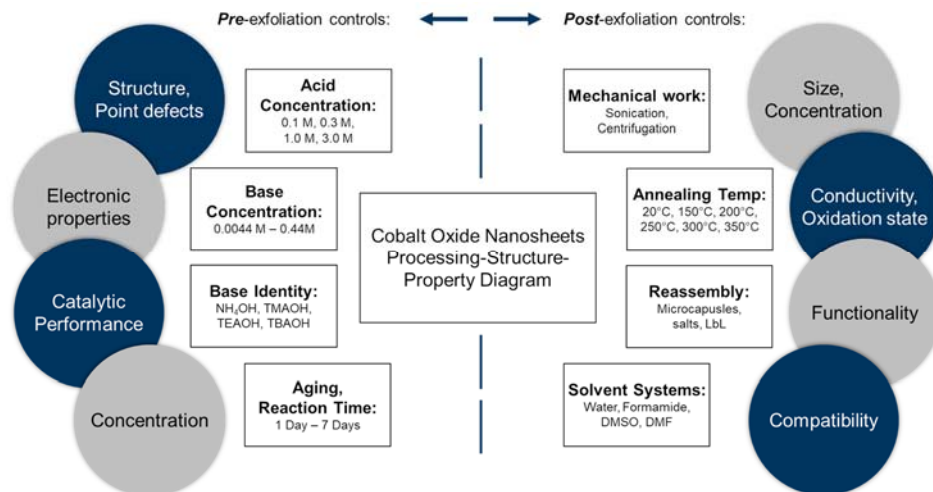 Pre-exfoliation controls:
Post-exfoliation controls:
Structure,
Point defects
Acid
Concentration:
0.1 M, 0.3 M,
1.0 M, 3.0 M
Electronic
properties
Base
Concentration:
0.0044 M – 0.44M
Catalytic
Performance
Base Identity:
NH₄OH, TMAOH,
TEAOH, TBAOH
Concentration
Aging,
Reaction Time:
1 Day – 7 Days
Cobalt Oxide Nanosheets
Processing-Structure-
Property Diagram
Mechanical work:
Sonication,
Centrifugation
Size,
Concentration
Annealing Temp:
20°C, 150°C, 200°C,
250°C, 300°C, 350°C
Conductivity,
Oxidation state
Reassembly:
Microcapusles,
salts, LbL
Functionality
Solvent Systems:
Water, Formamide,
DMSO, DMF
Compatibility